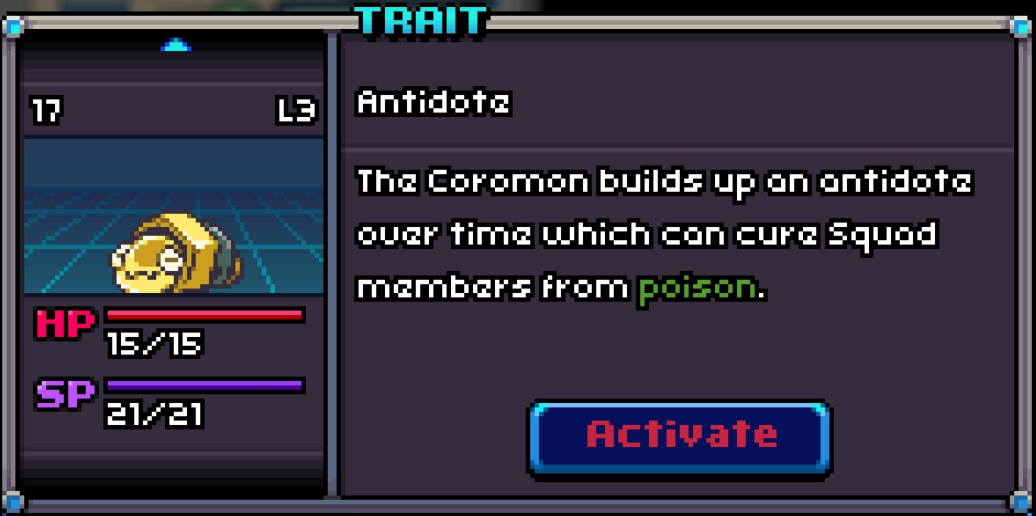 TRAIT
17 L3
Antidote
The Coromon builds up an antidote
over time which can cure Squad
members from poison.
HP
15/15
SP
21/21
Activate